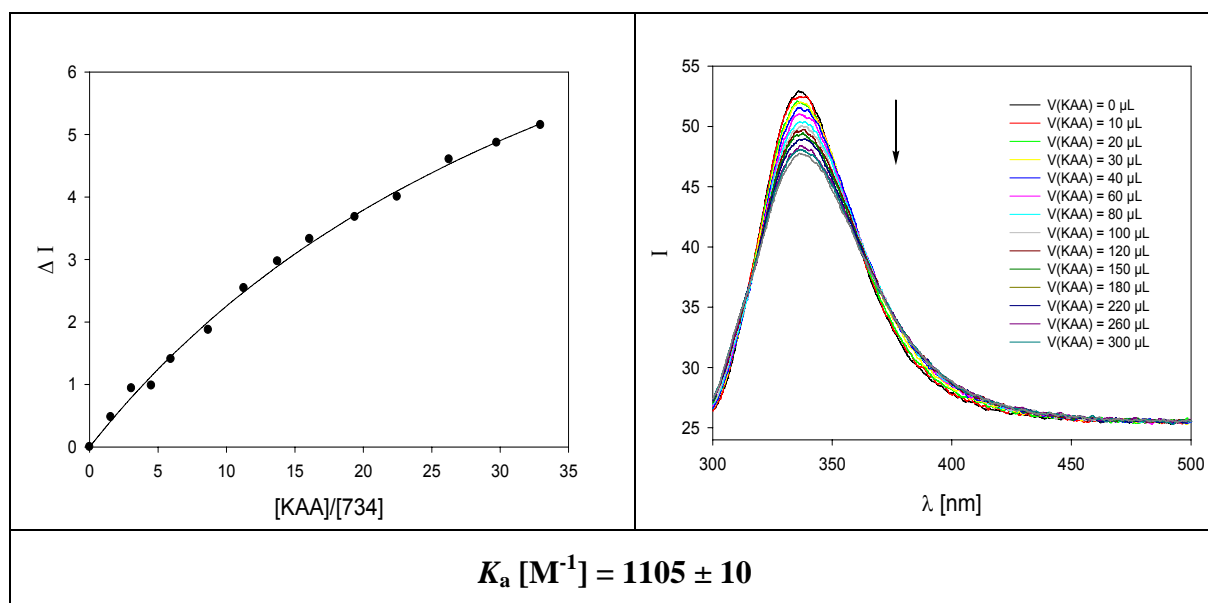 6
5
4
3
2
1
0
Δ I
0 5 10 15 20 25 30 35
[KAA]/[734]
55
50
45
40
35
30
25
I
300 350 400 450 500
λ [nm]
V(KAA) = 0 µL
V(KAA) = 10 µL
V(KAA) = 20 µL
V(KAA) = 30 µL
V(KAA) = 40 µL
V(KAA) = 60 µL
V(KAA) = 80 µL
V(KAA) = 100 µL
V(KAA) = 120 µL
V(KAA) = 150 µL
V(KAA) = 180 µL
V(KAA) = 220 µL
V(KAA) = 260 µL
V(KAA) = 300 µL
Ka [M-1] = 1105 ± 10